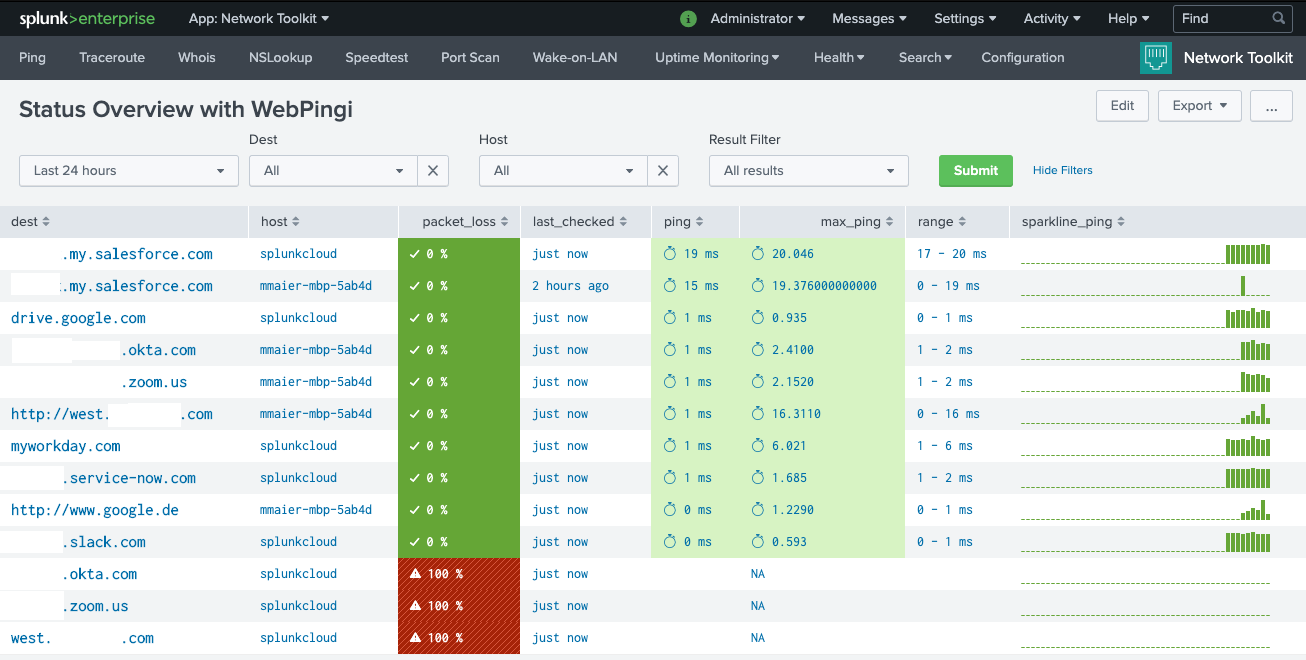 splunk>enterprise App: Network Toolkit i Administrator Messages Settings Activity Help Find
Ping Traceroute Whois NSLookup Speedtest Port Scan Wake-on-LAN Uptime Monitoring Health Search Configuration Network Toolkit
Status Overview with WebPingi Edit Export ...
Dest Host Result Filter
Last 24 hours All All All results Submit Hide Filters
dest host packet_loss last_checked ping max_ping range sparkline_ping
.my.salesforce.com splunkcloud 0 % just now 19 ms 20.046 17 - 20 ms
.my.salesforce.com mmaier-mbp-5ab4d 0 % 2 hours ago 15 ms 19.376000000000 0 - 19 ms
drive.google.com splunkcloud 0 % just now 1 ms 0.935 0 - 1 ms
.okta.com mmaier-mbp-5ab4d 0 % just now 1 ms 2.4100 1 - 2 ms
.zoom.us mmaier-mbp-5ab4d 0 % just now 1 ms 2.1520 1 - 2 ms
http://west. .com mmaier-mbp-5ab4d 0 % just now 1 ms 16.3110 0 - 16 ms
myworkday.com splunkcloud 0 % just now 1 ms 6.021 1 - 6 ms
.service-now.com splunkcloud 0 % just now 1 ms 1.685 1 - 2 ms
http://www.google.de mmaier-mbp-5ab4d 0 % just now 0 ms 1.2290 0 - 1 ms
.slack.com splunkcloud 0 % just now 0 ms 0.593 0 - 1 ms
.okta.com splunkcloud 100 % just now NA
.zoom.us splunkcloud 100 % just now NA
west. .com splunkcloud 100 % just now NA